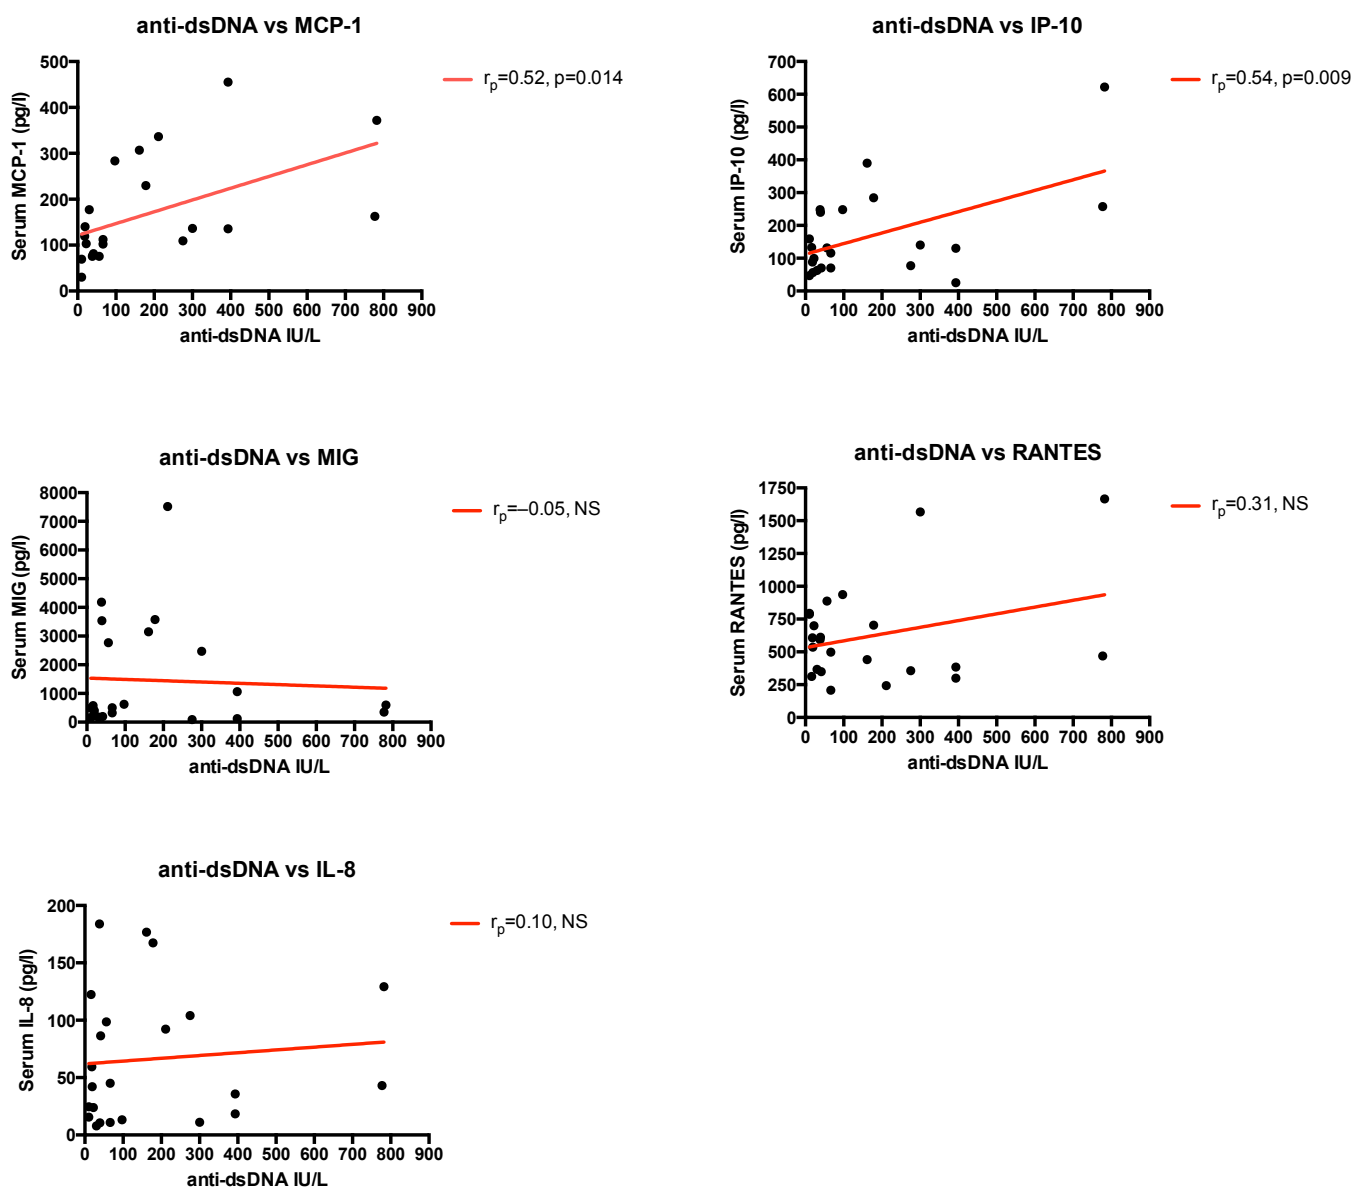 anti-dsDNA vs MCP-1
500
400
300
200
100
0
Serum MCP-1 (pg/l)
0 100 200 300 400 500 600 700 800 900
anti-dsDNA IU/L
rp=0.52, p=0.014
anti-dsDNA vs IP-10
700
600
500
400
300
200
100
0
Serum IP-10 (pg/l)
0 100 200 300 400 500 600 700 800 900
anti-dsDNA IU/L
rp=0.54, p=0.009
anti-dsDNA vs MIG
8000
7000
6000
5000
4000
3000
2000
1000
0
Serum MIG (pg/l)
0 100 200 300 400 500 600 700 800 900
anti-dsDNA IU/L
rp=–0.05, NS
anti-dsDNA vs RANTES
1750
1500
1250
1000
750
500
250
0
Serum RANTES (pg/l)
0 100 200 300 400 500 600 700 800 900
anti-dsDNA IU/L
rp=0.31, NS
anti-dsDNA vs IL-8
200
150
100
50
0
Serum IL-8 (pg/l)
0 100 200 300 400 500 600 700 800 900
anti-dsDNA IU/L
rp=0.10, NS